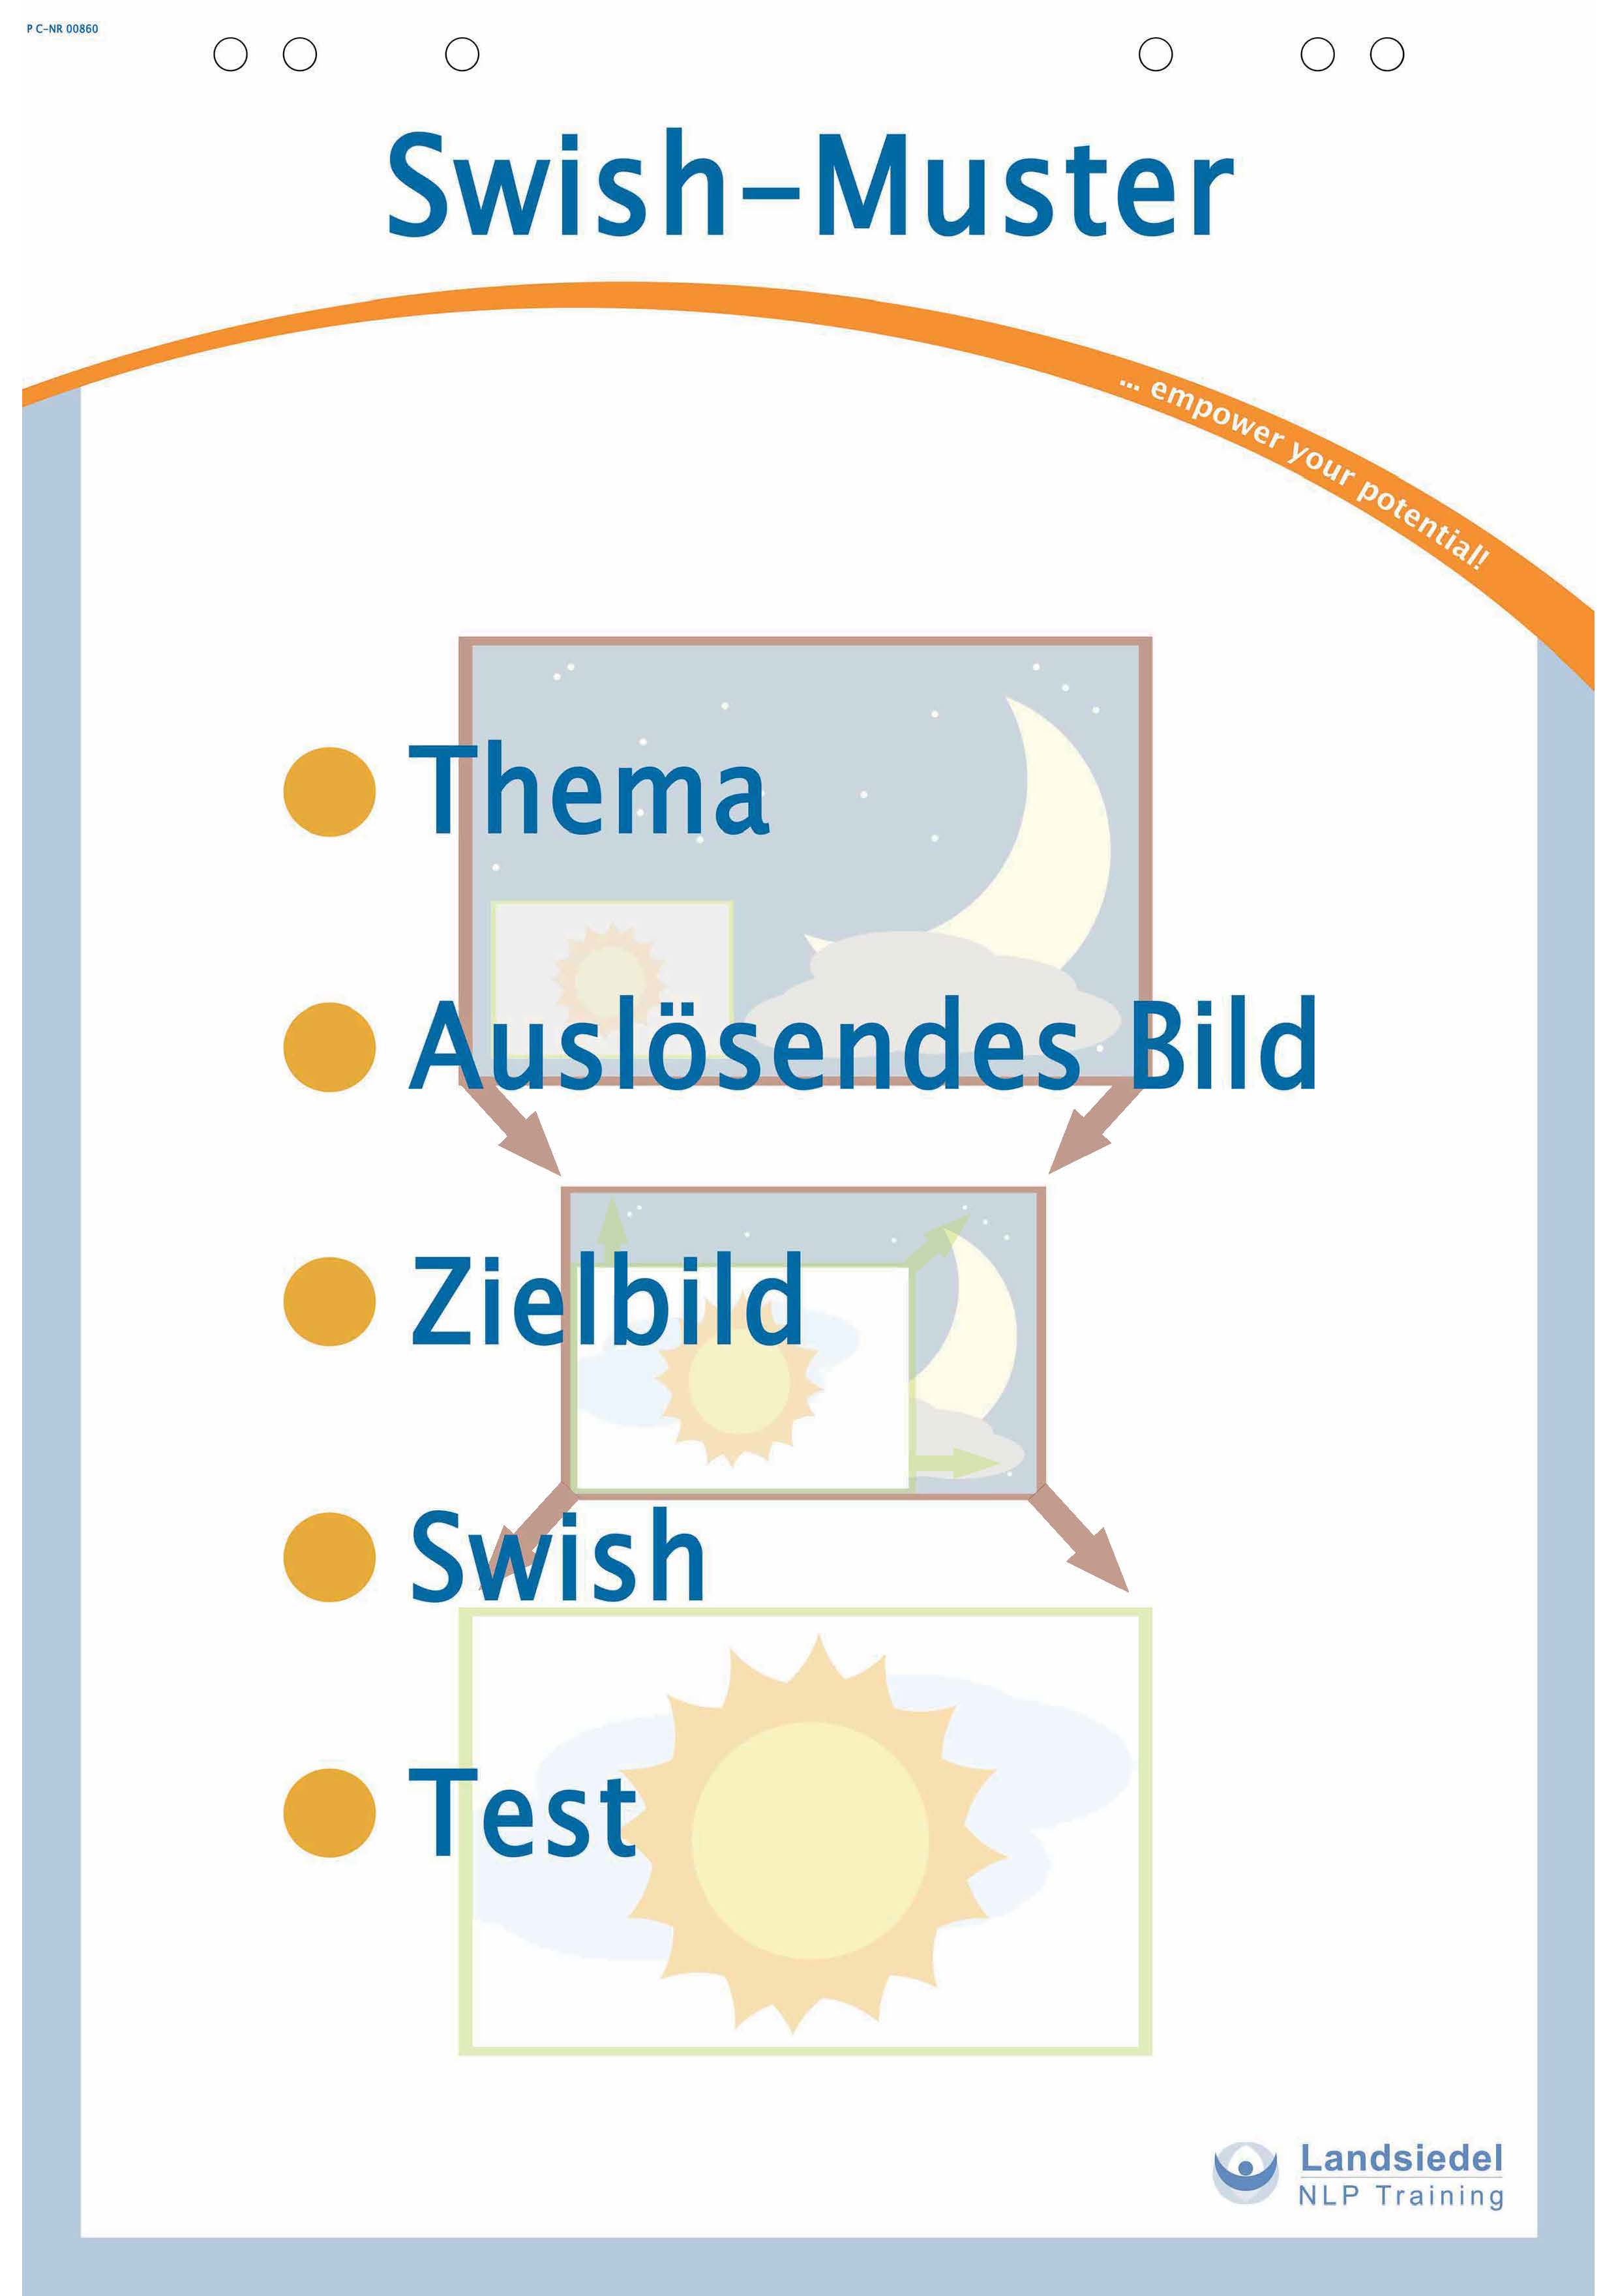 P C-NR 00860
Swish-Muster
... empower your potential!
Thema
Auslösendes Bild
Zielbild
Swish
Test
Landsiedel
NLP Training